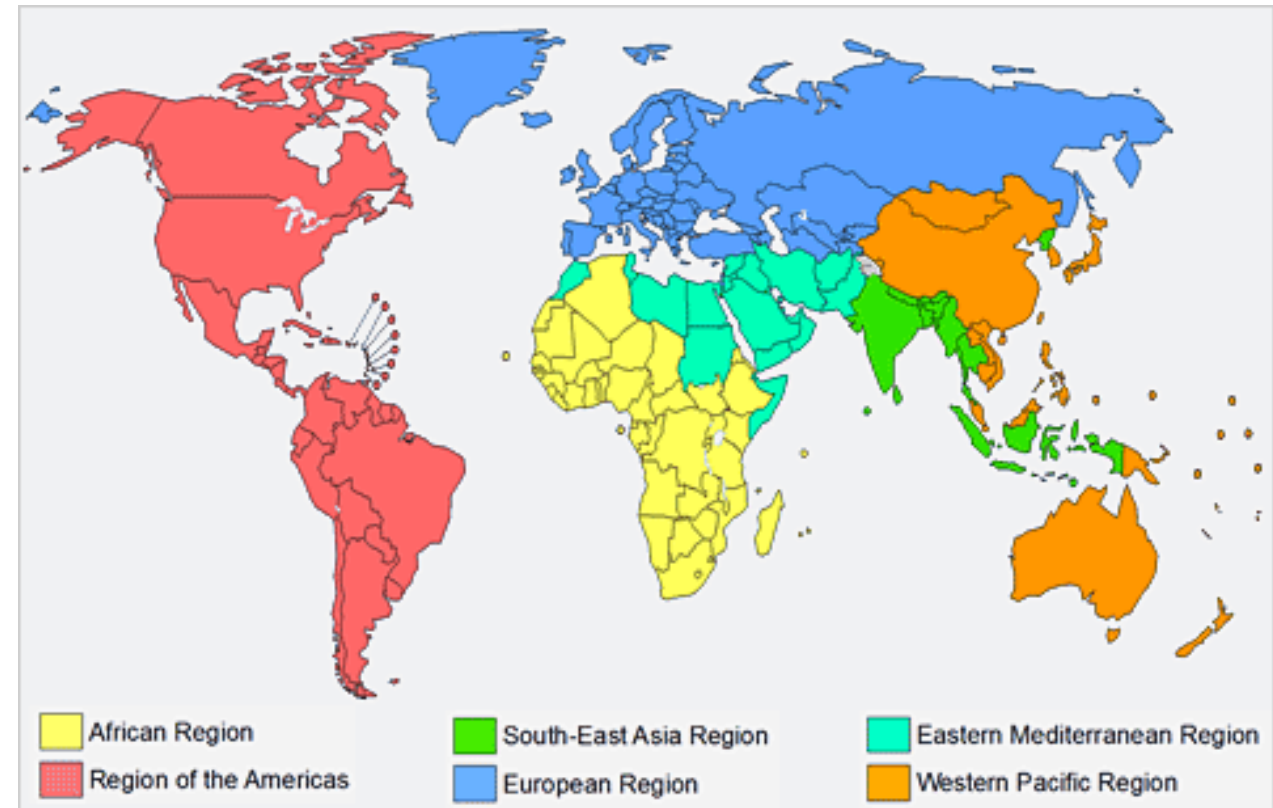 African Region
South-East Asia Region
Eastern Mediterranean Region
Region of the Americas
European Region
Western Pacific Region